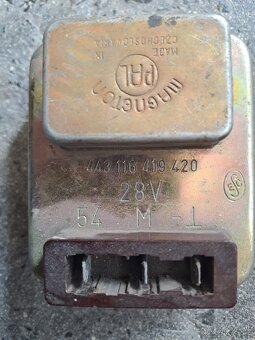 MADE IN
CZECHOSLOVAKIA
PAL
MAGNETON
443 116 419 420
28V
54 M -⊥